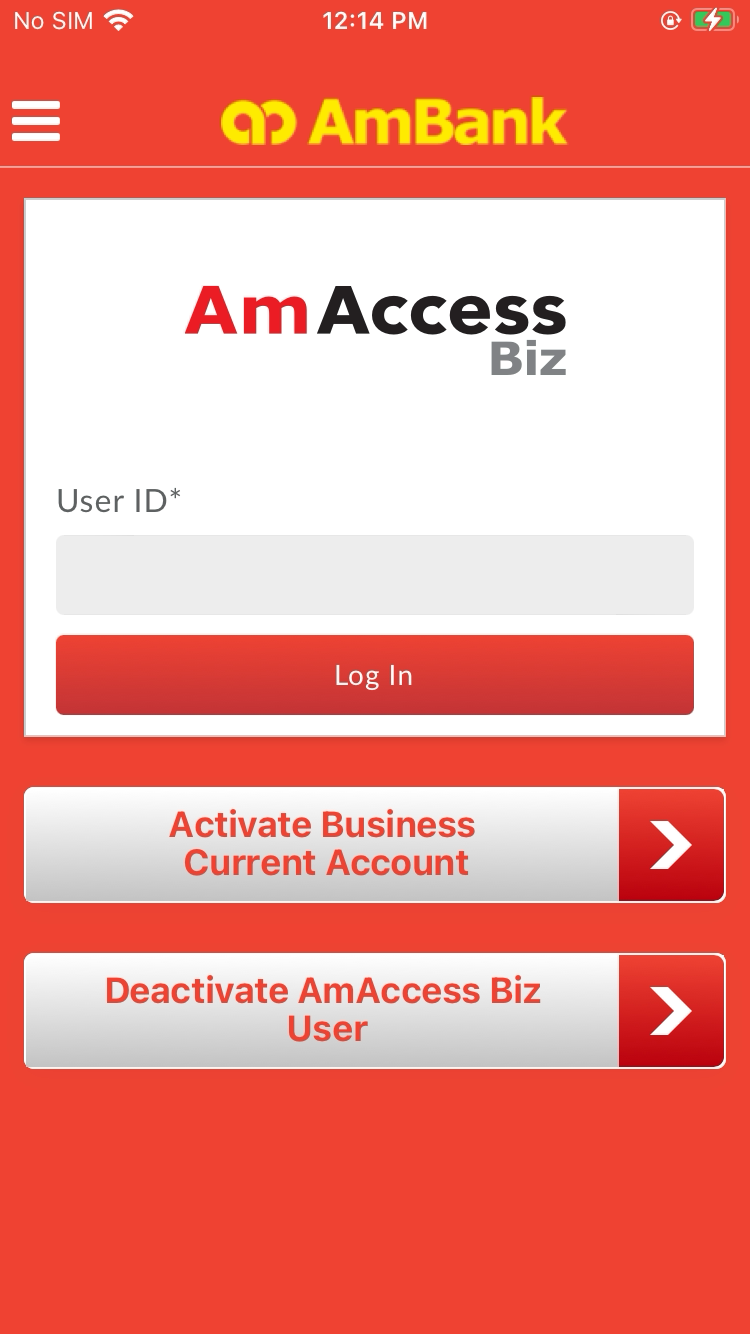 No SIM 12:14 PM
AmBank
AmAccess
Biz
User ID*
Log In
Activate Business
Current Account
Deactivate AmAccess Biz
User